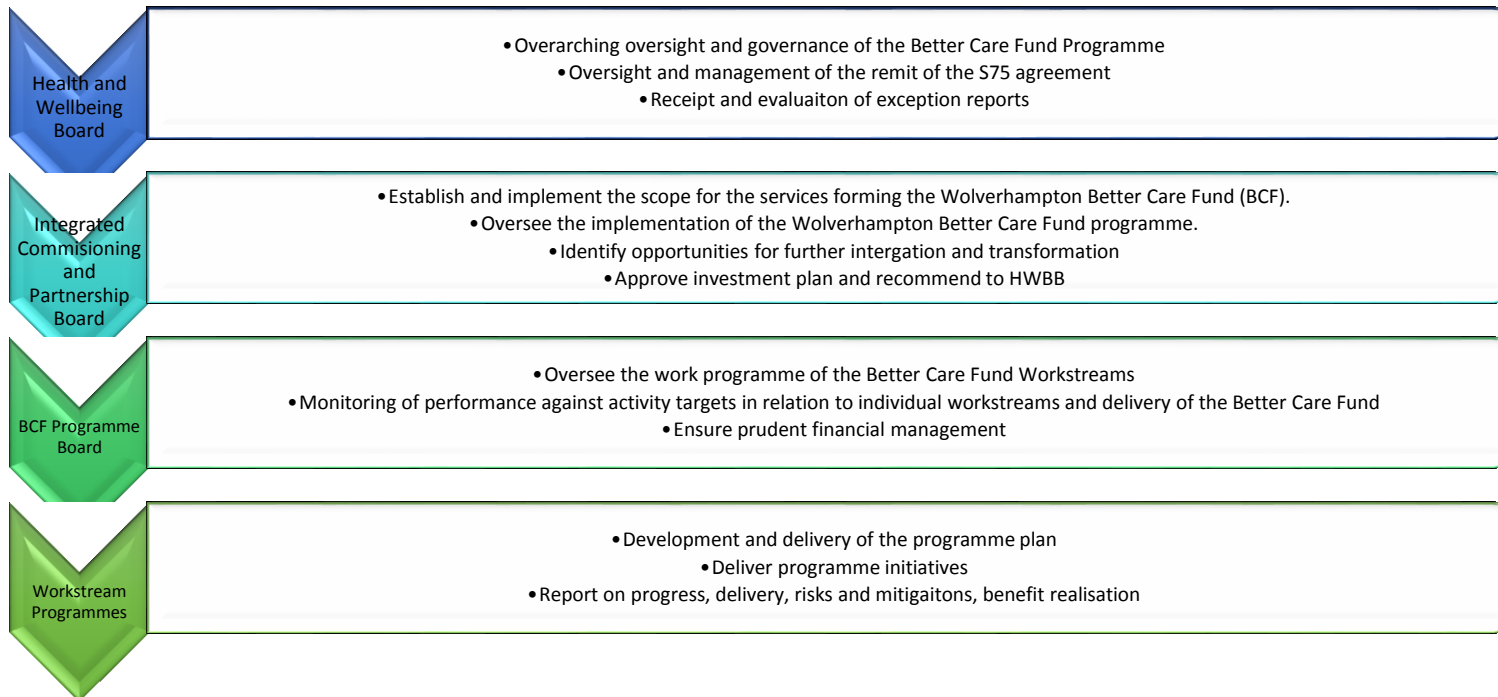 Health and
Wellbeing
Board
•Overarching oversight and governance of the Better Care Fund Programme
•Oversight and management of the remit of the S75 agreement
•Receipt and evaluaiton of exception reports
Integrated
Commisioning
and
Partnership
Board
•Establish and implement the scope for the services forming the Wolverhampton Better Care Fund (BCF).
•Oversee the implementation of the Wolverhampton Better Care Fund programme.
•Identify opportunities for further intergation and transformation
•Approve investment plan and recommend to HWBB
BCF Programme
Board
•Oversee the work programme of the Better Care Fund Workstreams
•Monitoring of performance against activity targets in relation to individual workstreams and delivery of the Better Care Fund
•Ensure prudent financial management
Workstream
Programmes
•Development and delivery of the programme plan
•Deliver programme initiatives
•Report on progress, delivery, risks and mitigaitons, benefit realisation